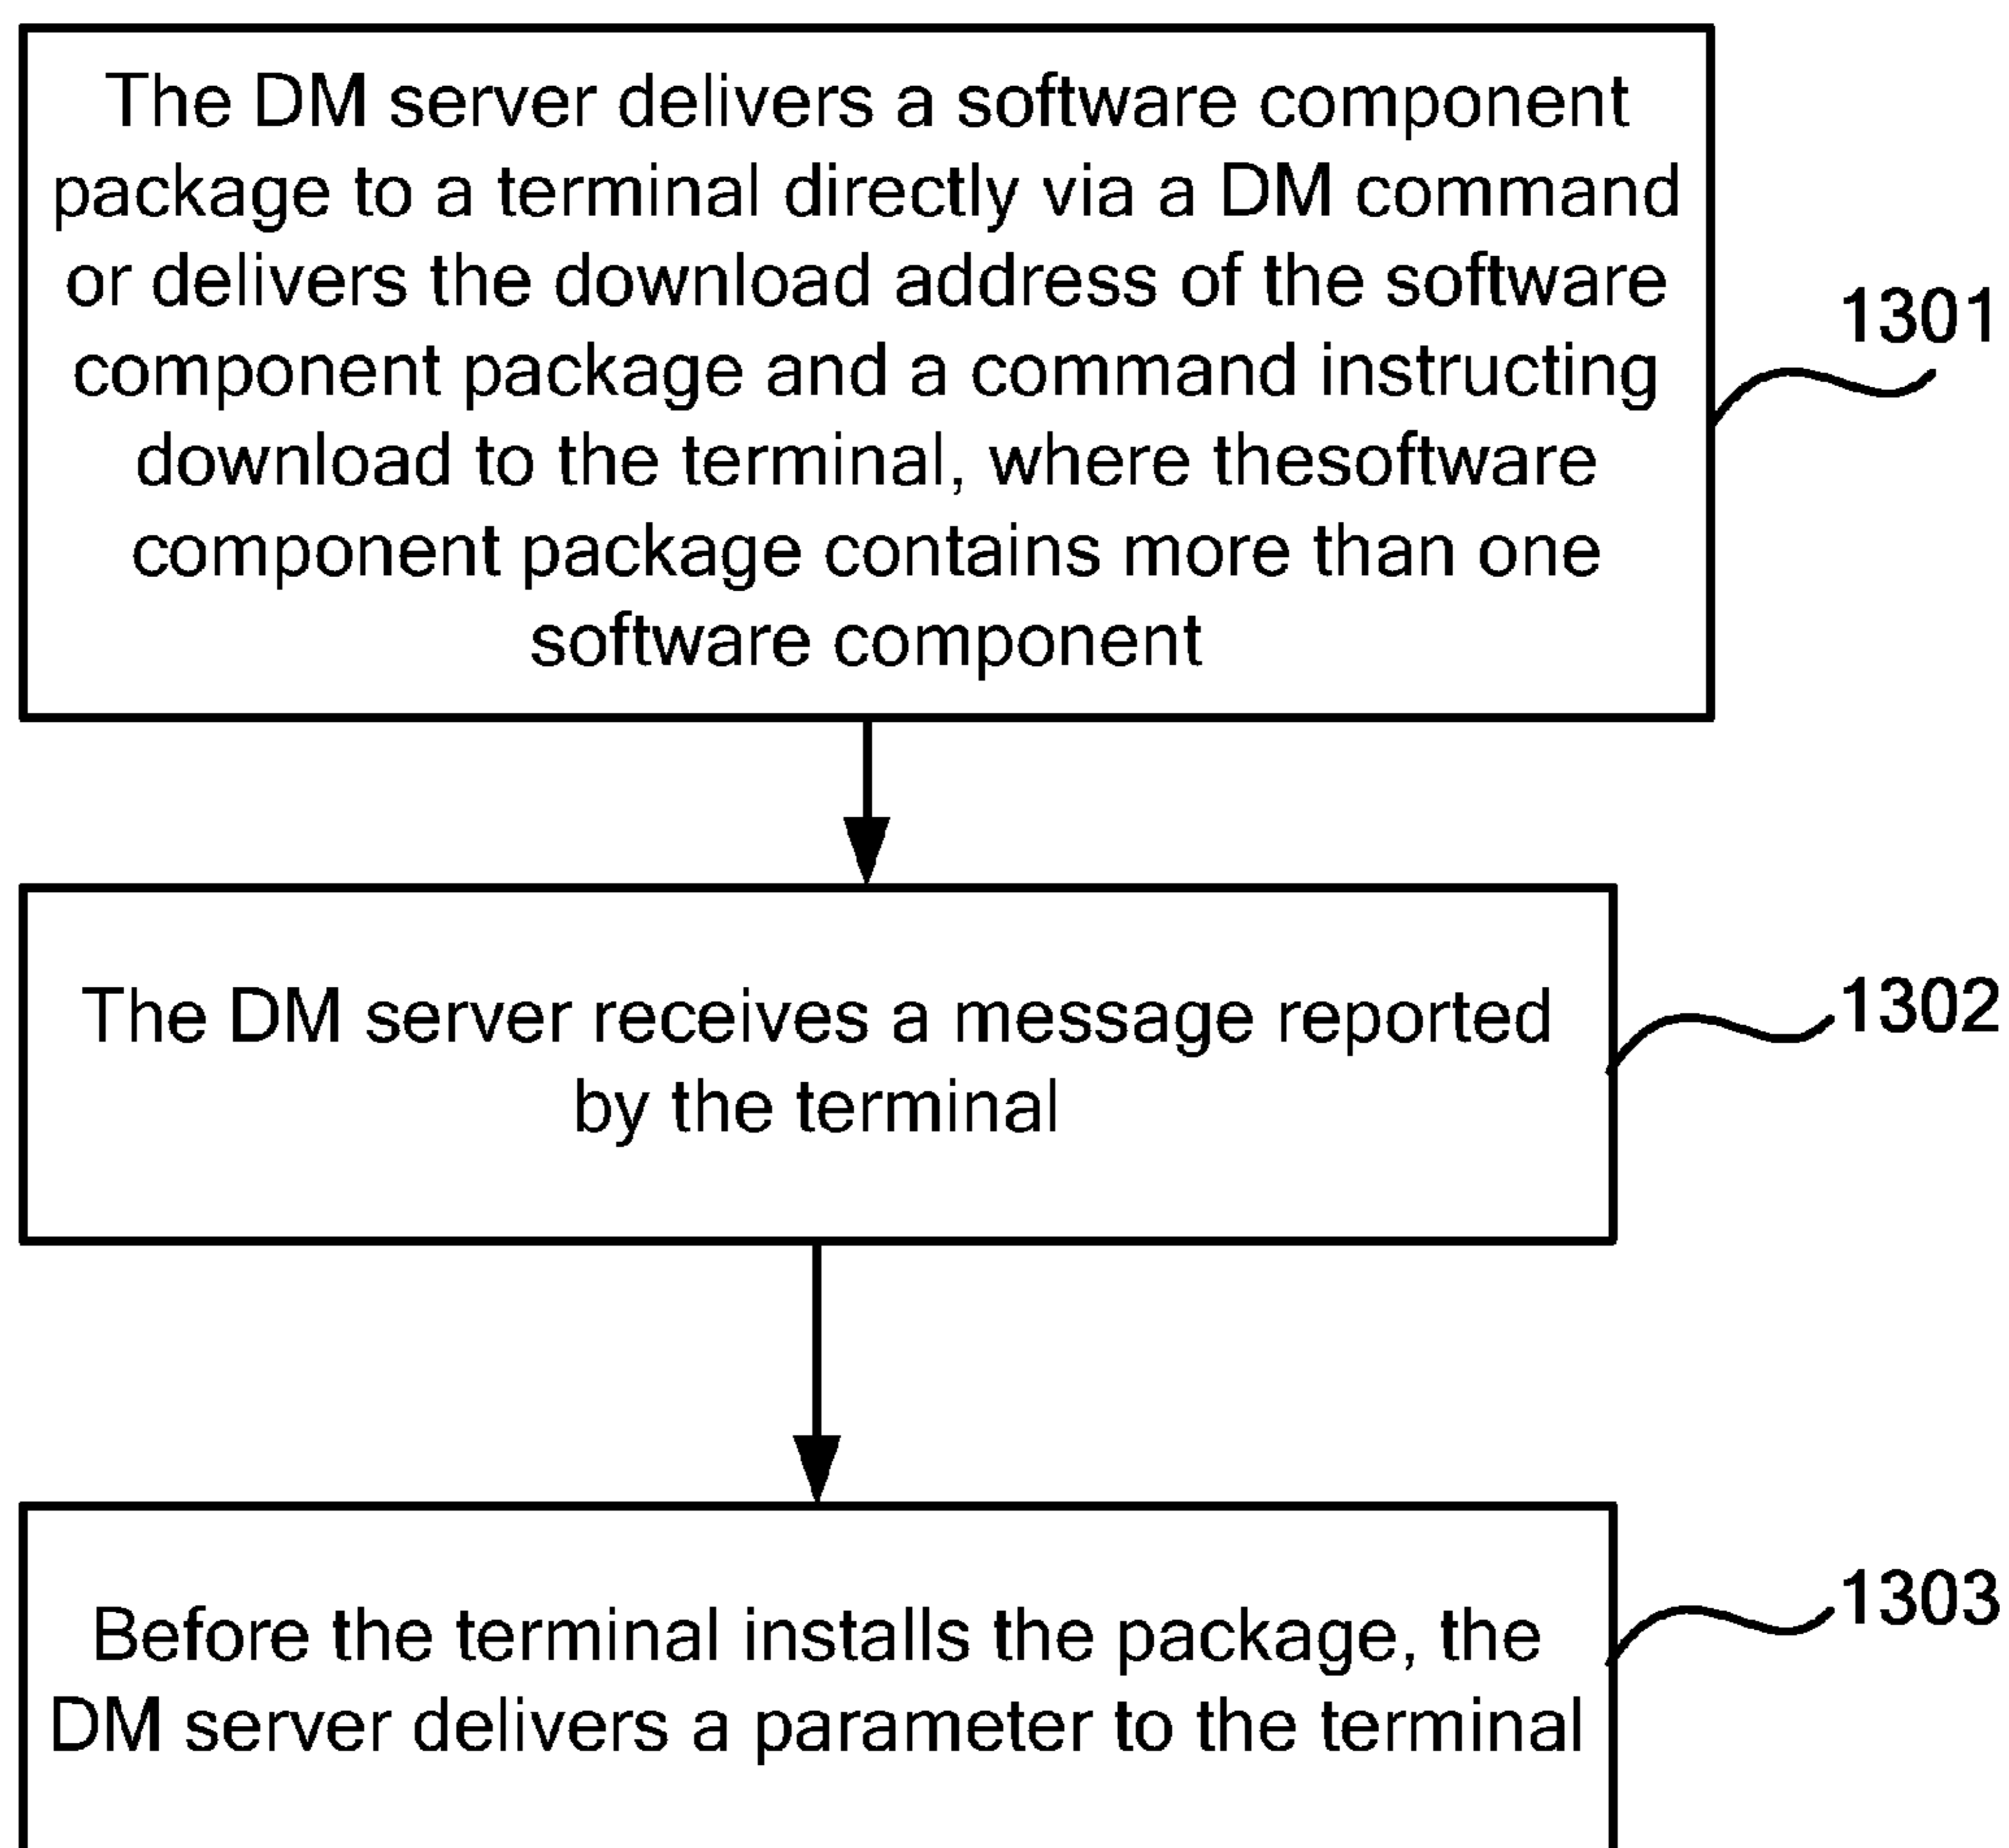 The DM server delivers a software component
package to a terminal directly via a DM command
or delivers the download address of the software
component package and a command instructing
download to the terminal, where thesoftware
component package contains more than one
software component
1301
The DM server receives a message reported
by the terminal
1302
Before the terminal installs the package, the
DM server delivers a parameter to the terminal
1303